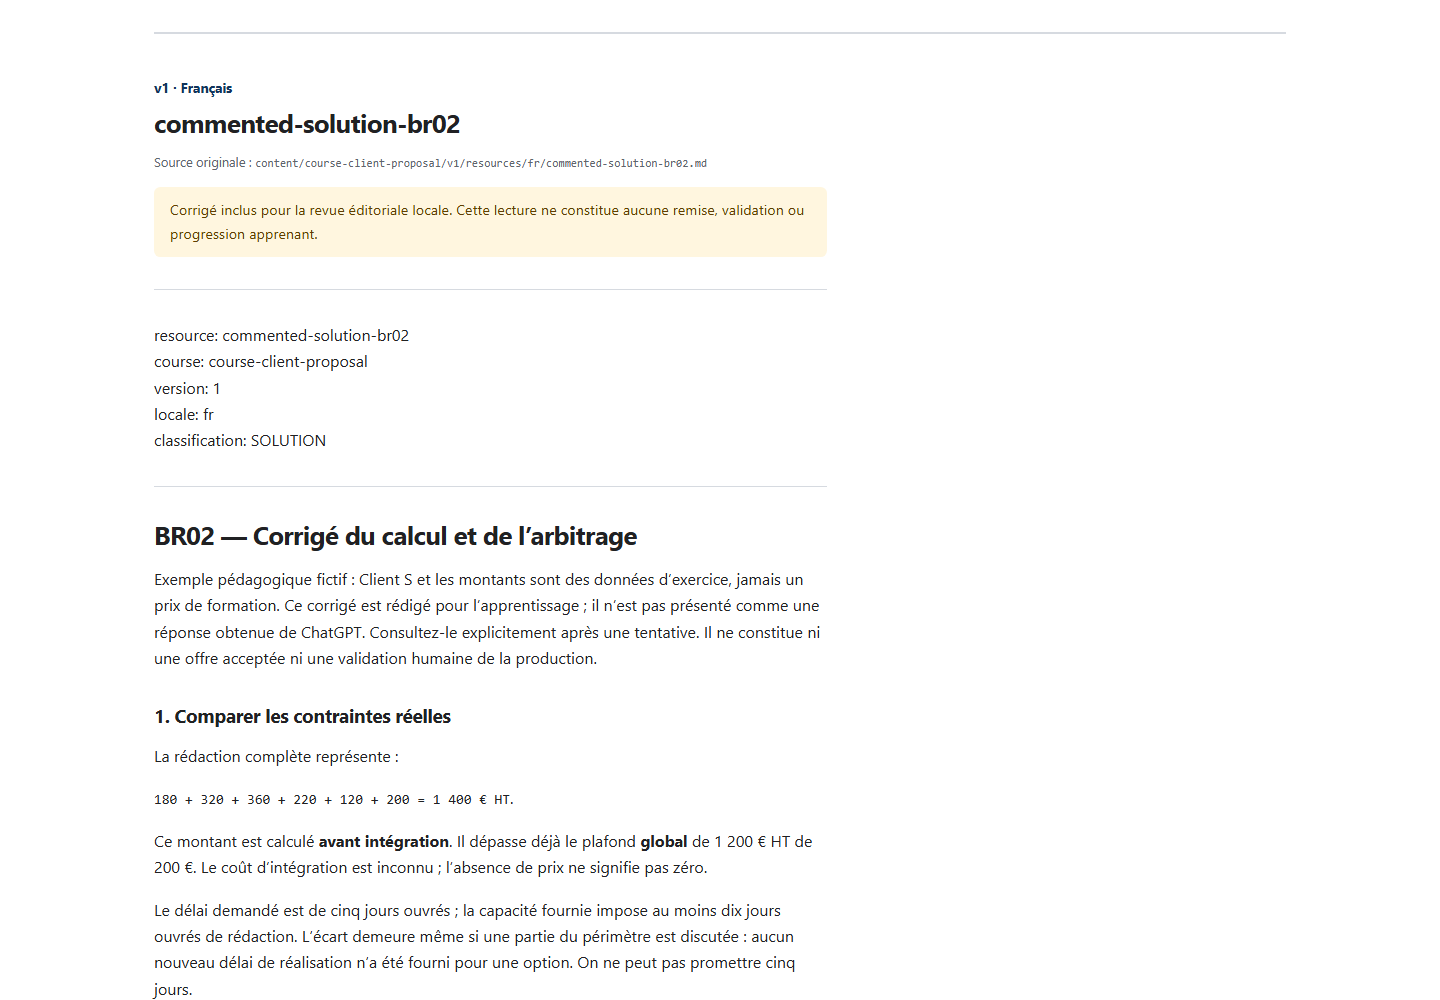 v1 · Français
commented-solution-br02
Source originale : content/course-client-proposal/v1/resources/fr/commented-solution-br02.md
Corrigé inclus pour la revue éditoriale locale. Cette lecture ne constitue aucune remise, validation ou
progression apprenant.
resource: commented-solution-br02
course: course-client-proposal
version: 1
locale: fr
classification: SOLUTION
BR02 — Corrigé du calcul et de l’arbitrage
Exemple pédagogique fictif : Client S et les montants sont des données d’exercice, jamais un
prix de formation. Ce corrigé est rédigé pour l’apprentissage ; il n’est pas présenté comme une
réponse obtenue de ChatGPT. Consultez-le explicitement après une tentative. Il ne constitue ni
une offre acceptée ni une validation humaine de la production.
1. Comparer les contraintes réelles
La rédaction complète représente :
180 + 320 + 360 + 220 + 120 + 200 = 1 400 € HT.
Ce montant est calculé avant intégration. Il dépasse déjà le plafond global de 1 200 € HT de
200 €. Le coût d’intégration est inconnu ; l’absence de prix ne signifie pas zéro.
Le délai demandé est de cinq jours ouvrés ; la capacité fournie impose au moins dix jours
ouvrés de rédaction. L’écart demeure même si une partie du périmètre est discutée : aucun
nouveau délai de réalisation n’a été fourni pour une option. On ne peut pas promettre cinq
jours.